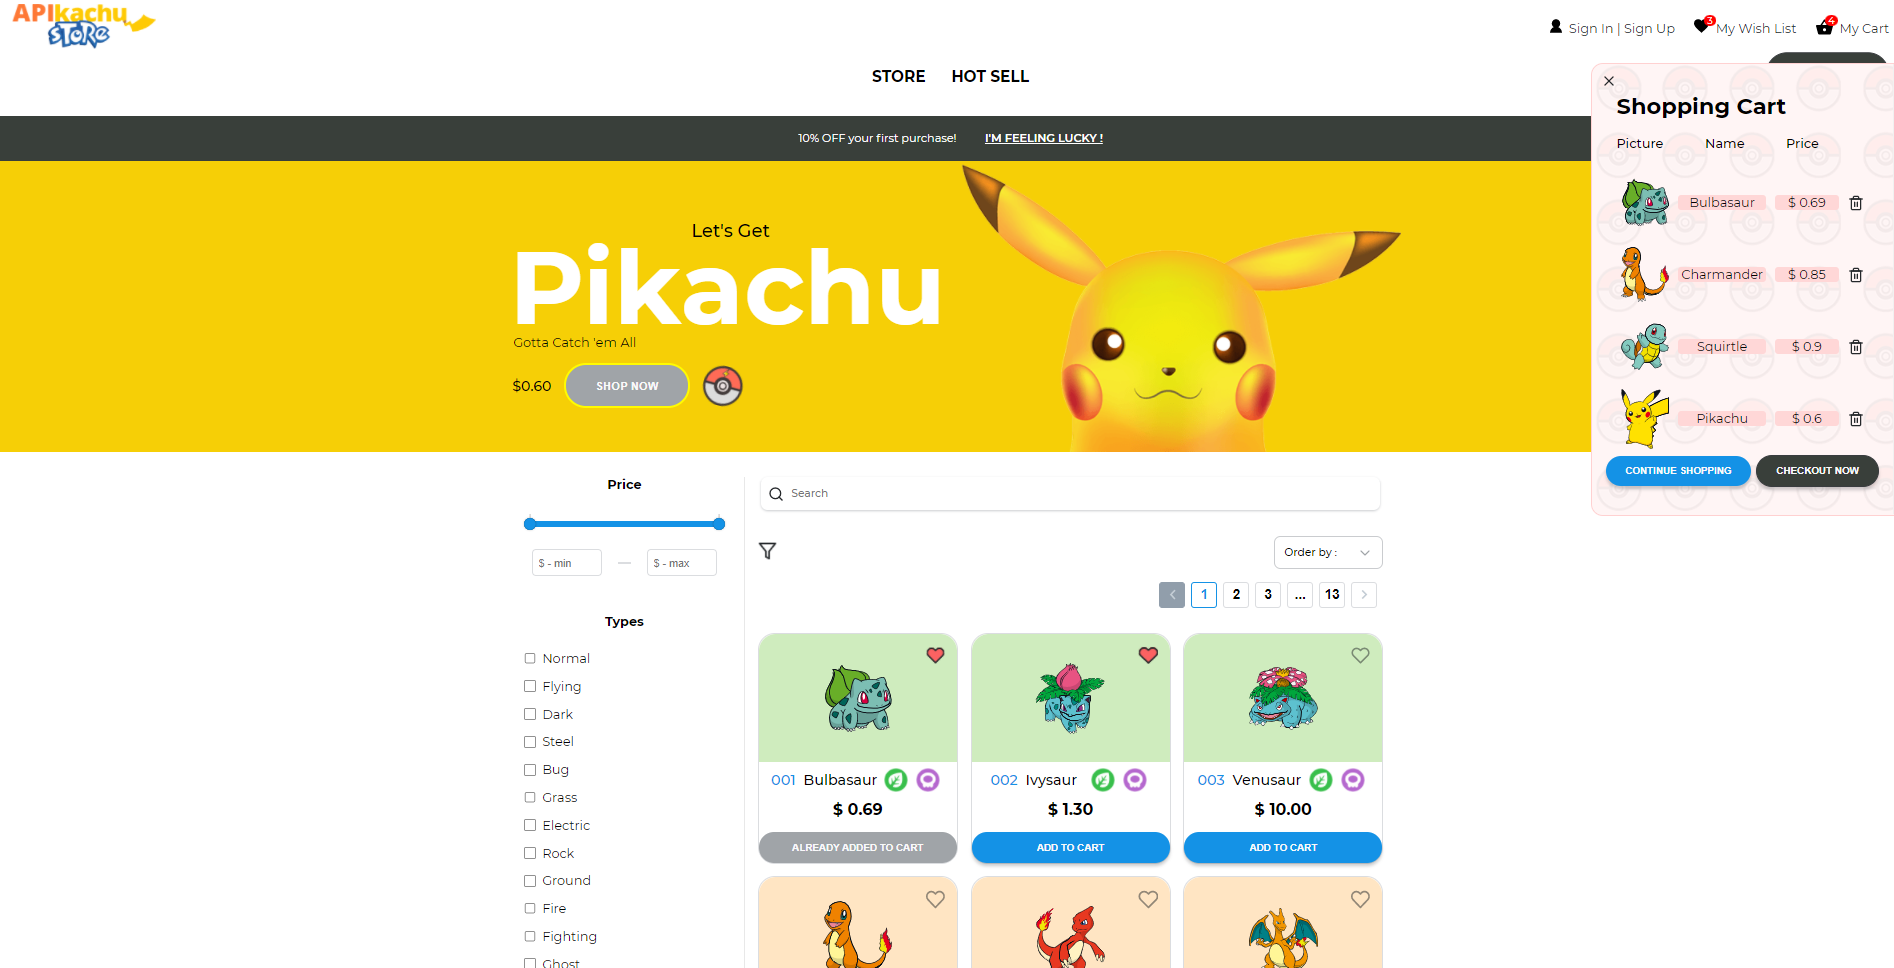 APIkachu
STORE
Sign In | Sign Up
3
My Wish List
4
My Cart
STORE
HOT SELL
10% OFF your first purchase!
I'M FEELING LUCKY !
Let's Get
Pikachu
Gotta Catch 'em All
$0.60
SHOP NOW
Shopping Cart
Picture Name Price
Bulbasaur $ 0.69
Charmander $ 0.85
Squirtle $ 0.9
Pikachu $ 0.6
CONTINUE SHOPPING
CHECKOUT NOW
Price
$ - min
$ - max
Types
Normal
Flying
Dark
Steel
Bug
Grass
Electric
Rock
Ground
Fire
Fighting
Ghost
Search
Order by :
1 2 3 ... 13
001 Bulbasaur
$ 0.69
ALREADY ADDED TO CART
002 Ivysaur
$ 1.30
ADD TO CART
003 Venusaur
$ 10.00
ADD TO CART